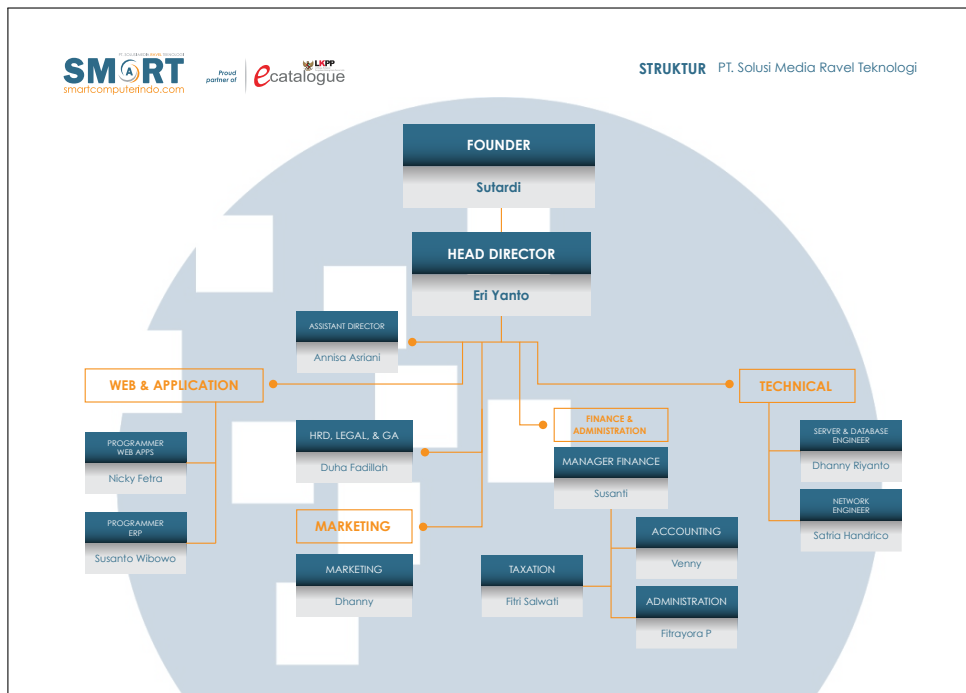 PT. SOLUSI MEDIA RAVEL TEKNOLOGI
SMART
smartcomputerindo.com
Proud
partner of
LKPP
ecatalogue
STRUKTUR PT. Solusi Media Ravel Teknologi
FOUNDER
Sutardi
HEAD DIRECTOR
Eri Yanto
ASSISTANT DIRECTOR
Annisa Asriani
WEB & APPLICATION
PROGRAMMER
WEB APPS
Nicky Fetra
PROGRAMMER
ERP
Susanto Wibowo
HRD, LEGAL, & GA
Duha Fadillah
MARKETING
MARKETING
Dhanny
FINANCE &
ADMINISTRATION
MANAGER FINANCE
Susanti
TAXATION
Fitri Salwati
ACCOUNTING
Venny
ADMINISTRATION
Fitrayora P
TECHNICAL
SERVER & DATABASE
ENGINEER
Dhanny Riyanto
NETWORK
ENGINEER
Satria Handrico